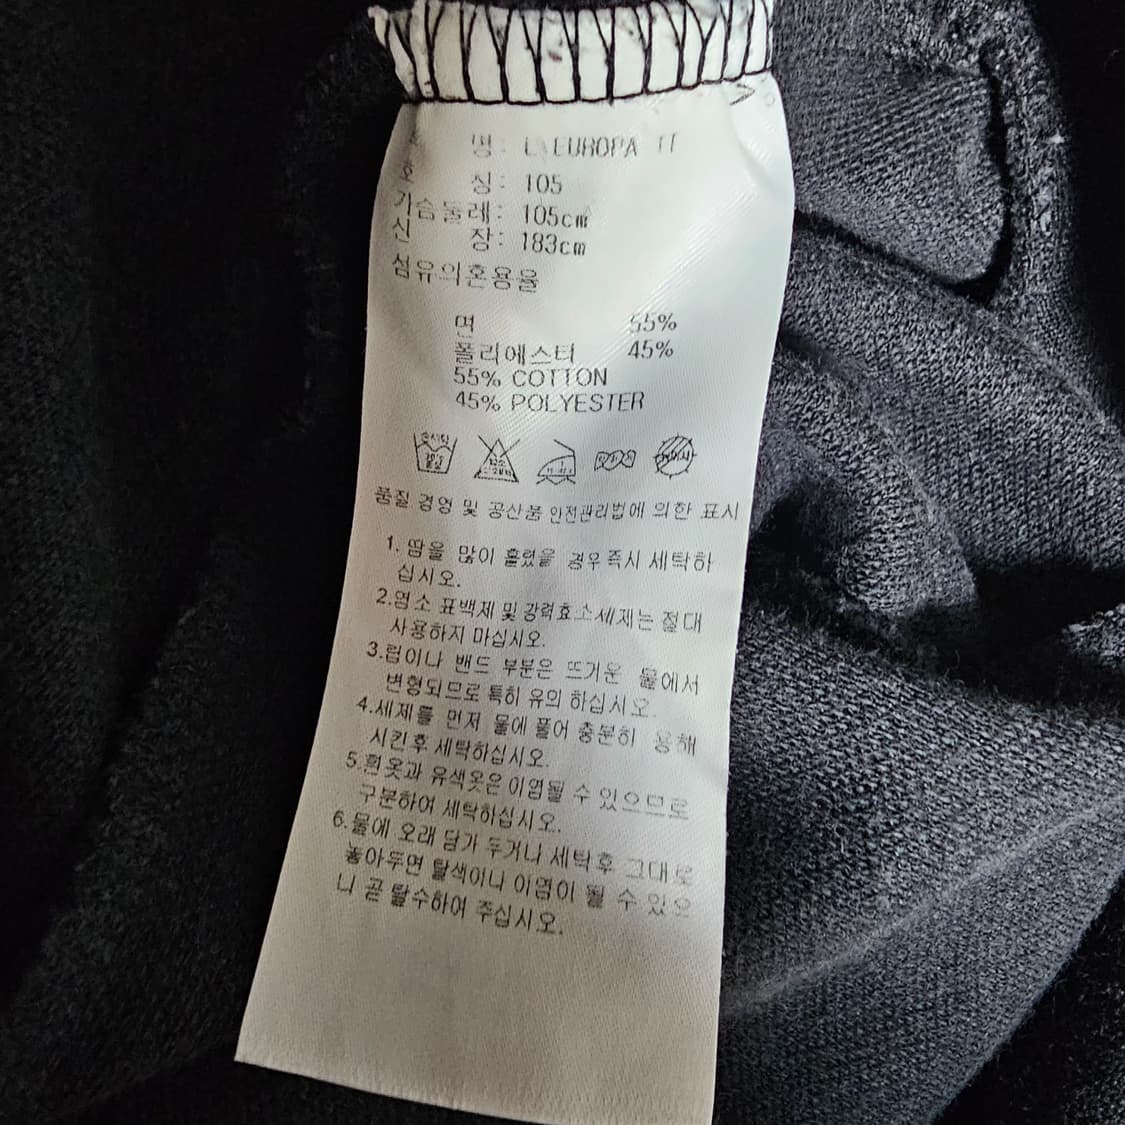 명: EUROPA
호 칭: 105
가슴둘레: 105cm
신 장: 183cm
섬유의혼용율
면 55%
폴리에스터 45%
55% COTTON
45% POLYESTER
품질 경영 및 공산품 안전관리법에 의한 표시
1. 땀을 많이 흘렸을 경우 즉시 세탁하
십시오.
2.염소 표백제 및 강력효소세제는 절대
사용하지 마십시오.
3.립이나 밴드 부분은 뜨거운 물에서
변형되므로 특히 유의 하십시오.
4.세제를 먼저 물에 풀어 충분히 용해
시킨후 세탁하십시오.
5.흰옷과 유색옷은 이염될 수 있으므로
구분하여 세탁하십시오.
6.물에 오래 담가 두거나 세탁후 그대로
놓아두면 탈색이나 이염이 될 수 있으
니 곧 탈수하여 주십시오.